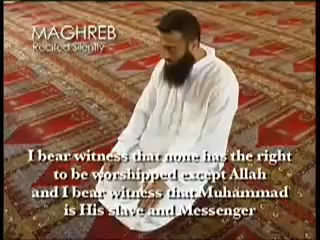 MAGHREB
Recited Silently
I bear witness that none has the right
to be worshipped except Allah
and I bear witness that Muhammad
is His slave and Messenger